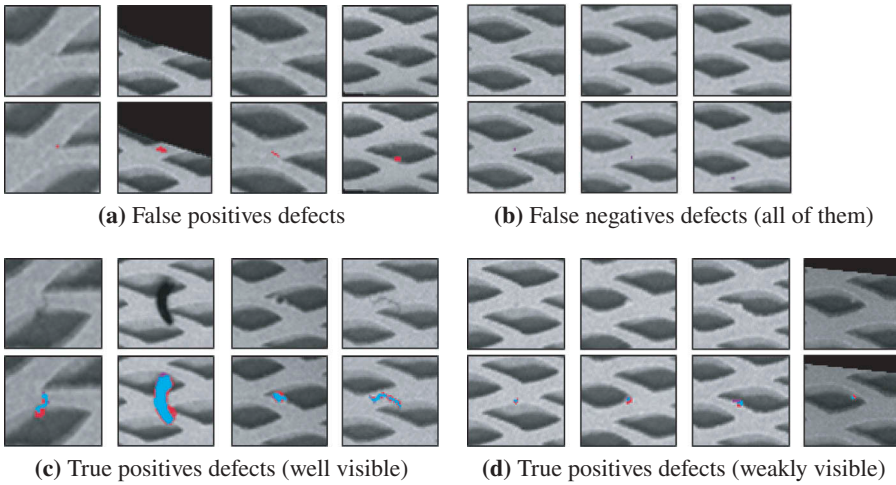 (a) False positives defects
(b) False negatives defects (all of them)
(c) True positives defects (well visible)
(d) True positives defects (weakly visible)